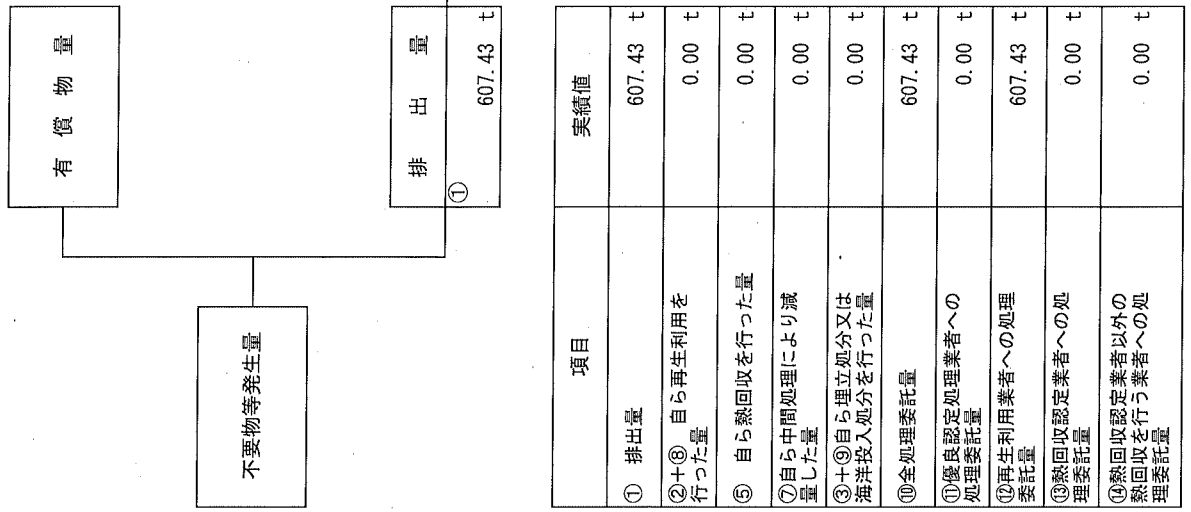 有償物量
不要物等発生量
排出量
①
607.43 t
項目 実績値
① 排出量 607.43 t
②+⑧ 自ら再生利用を
行った量 0.00 t
⑤ 自ら熱回収を行った量 0.00 t
⑦自ら中間処理により減
量した量 0.00 t
③+⑨自ら埋立処分又は
海洋投入処分を行った量 0.00 t
⑩全処理委託量 607.43 t
⑪優良認定処理業者への
処理委託量 0.00 t
⑫再生利用業者への処理
委託量 607.43 t
⑬熱回収認定業者への処
理委託量 0.00 t
⑭熱回収認定業者以外の
熱回収を行う業者への処
理委託量 0.00 t